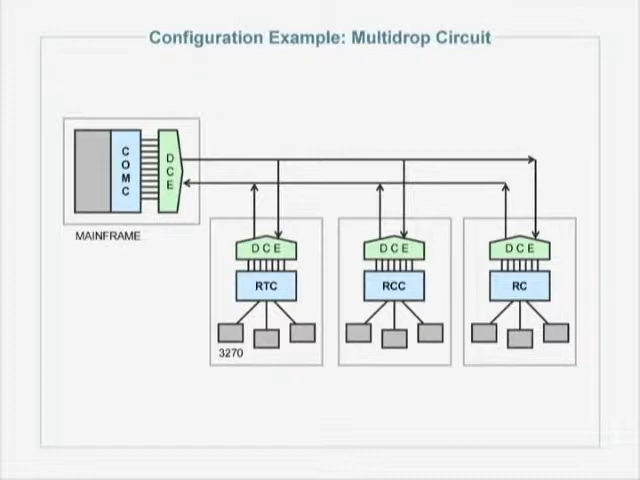 Configuration Example: Multidrop Circuit
COMC
DCE
MAINFRAME
DCE
DCE
DCE
RTC
RCC
RC
3270